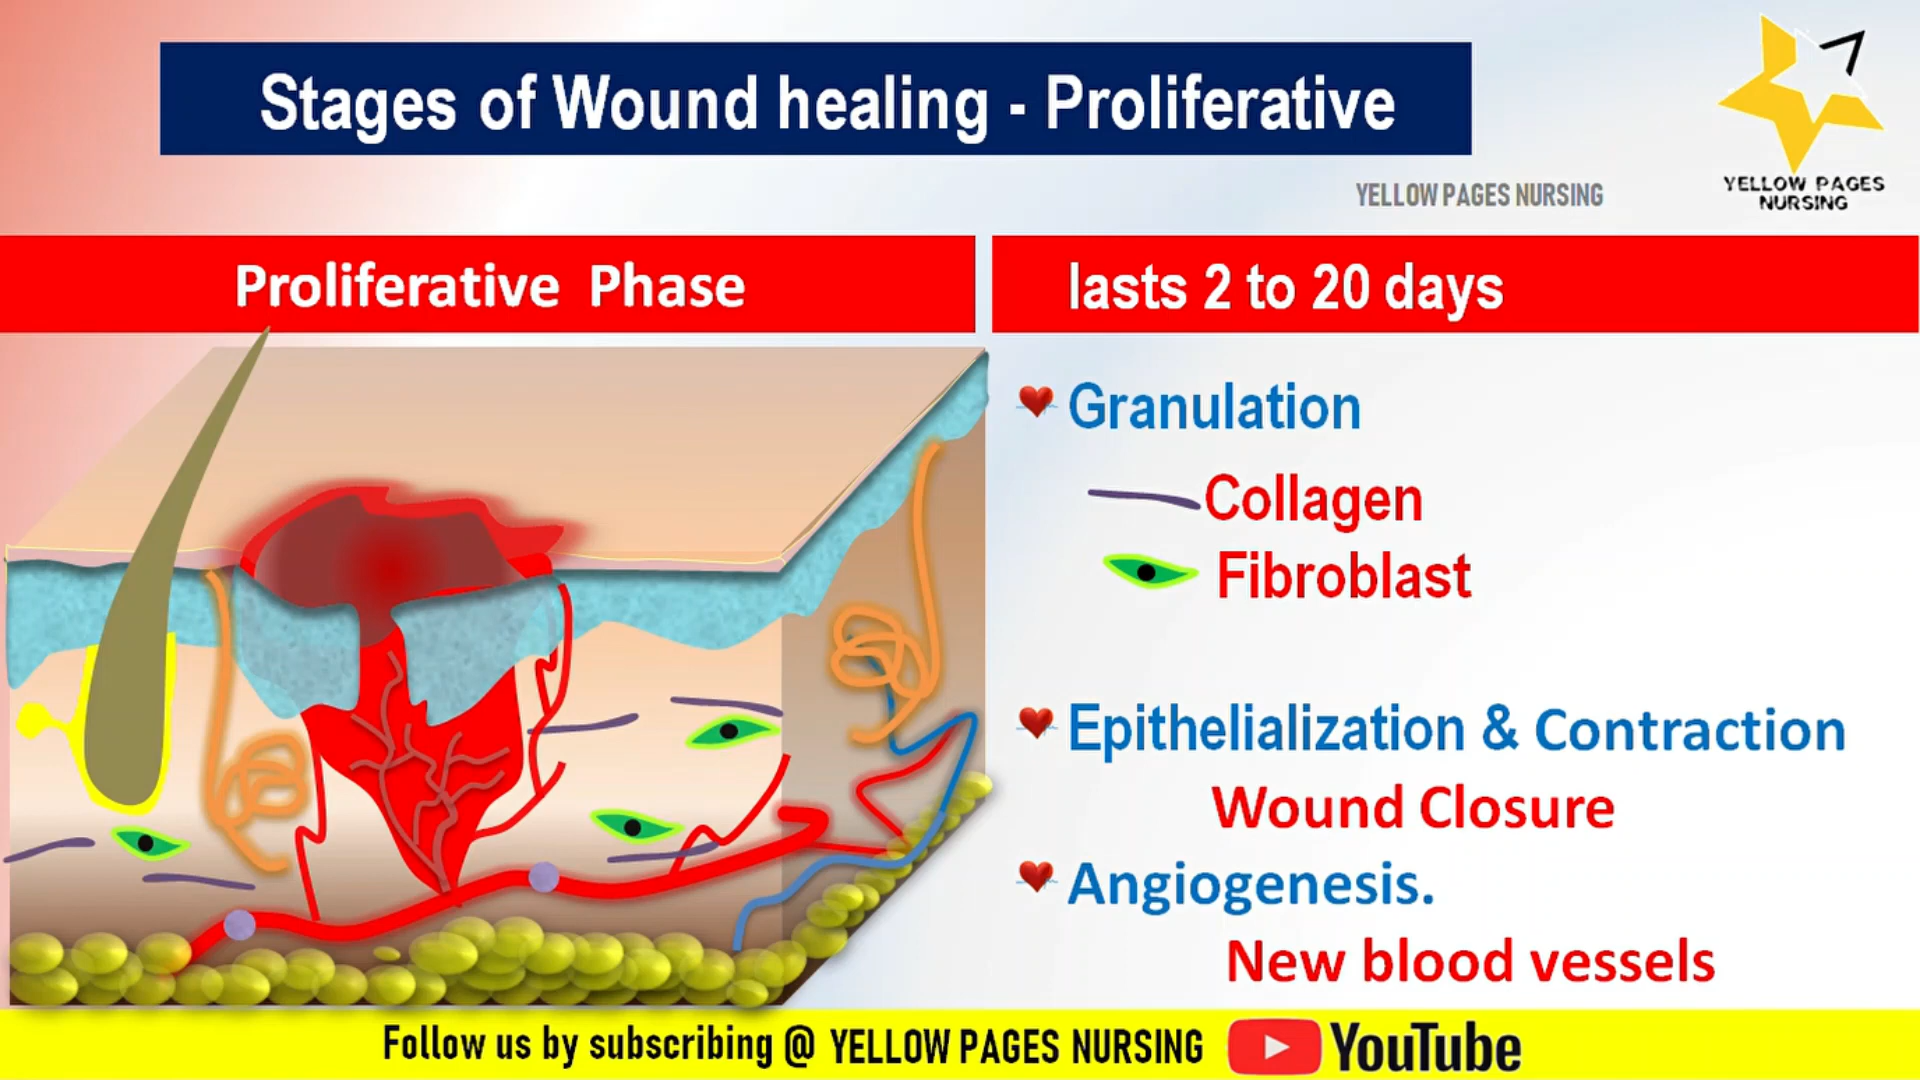 Stages of Wound healing - Proliferative
YELLOW PAGES NURSING
YELLOW PAGES
NURSING
Proliferative Phase
lasts 2 to 20 days
Granulation
Collagen
Fibroblast
Epithelialization & Contraction
Wound Closure
Angiogenesis.
New blood vessels
Follow us by subscribing @ YELLOW PAGES NURSING YouTube